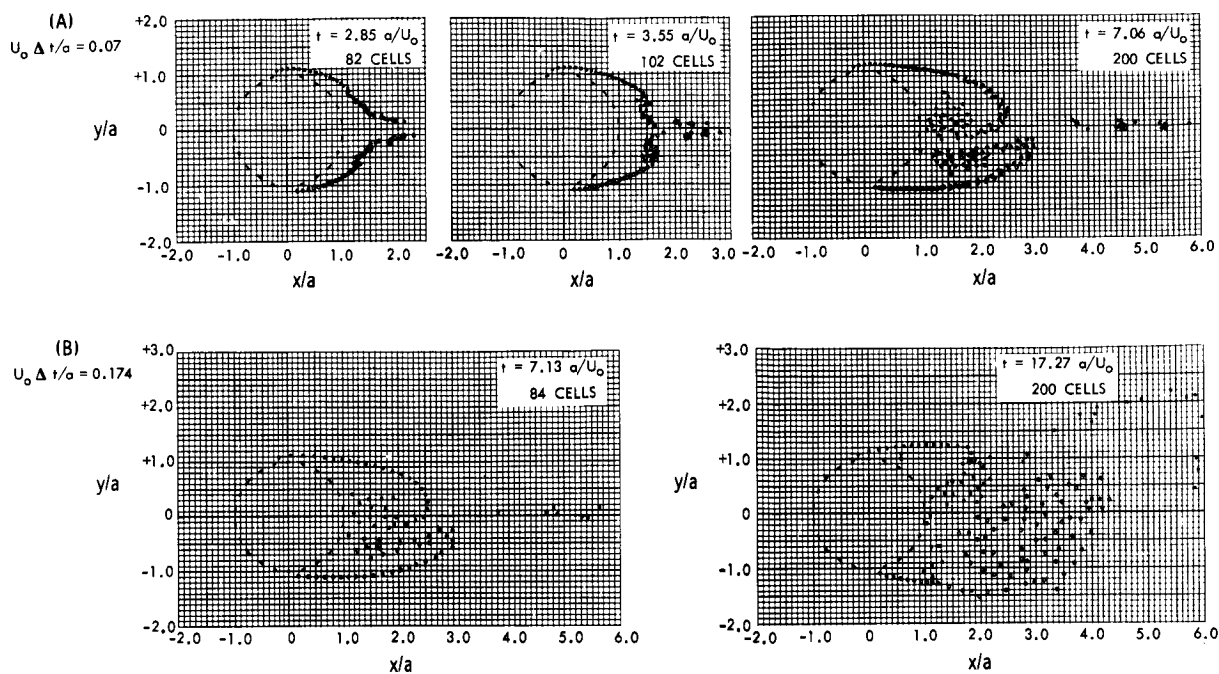 (A)
U₀ Δ t/a = 0.07
t = 2.85 a/U₀
82 CELLS
t = 3.55 a/U₀
102 CELLS
t = 7.06 a/U₀
200 CELLS
+2.0
+1.0
y/a
0
-1.0
-2.0
-2.0 -1.0 0 1.0 2.0
-2.0 -1.0 0 1.0 2.0 3.0
-2.0 -1.0 0 1.0 2.0 3.0 4.0 5.0 6.0
x/a
x/a
x/a
(B)
U₀ Δ t/a = 0.174
t = 7.13 a/U₀
84 CELLS
+3.0
+2.0
+1.0
y/a
0
-1.0
-2.0
-2.0 -1.0 0 1.0 2.0 3.0 4.0 5.0 6.0
x/a
t = 17.27 a/U₀
200 CELLS
+3.0
+2.0
+1.0
y/a
0
-1.0
-2.0
-2.0 -1.0 0 1.0 2.0 3.0 4.0 5.0 6.0
x/a